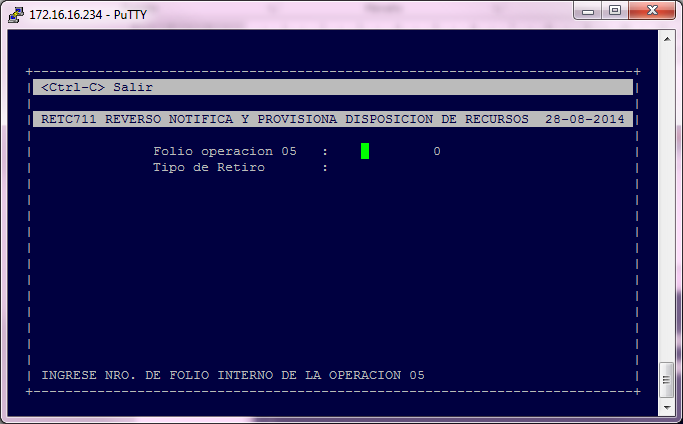 172.16.16.234 - PuTTY
<Ctrl-C> Salir
RETC711 REVERSO NOTIFICA Y PROVISIONA DISPOSICION DE RECURSOS 28-08-2014
Folio operacion 05 : 0
Tipo de Retiro :
INGRESE NRO. DE FOLIO INTERNO DE LA OPERACION 05